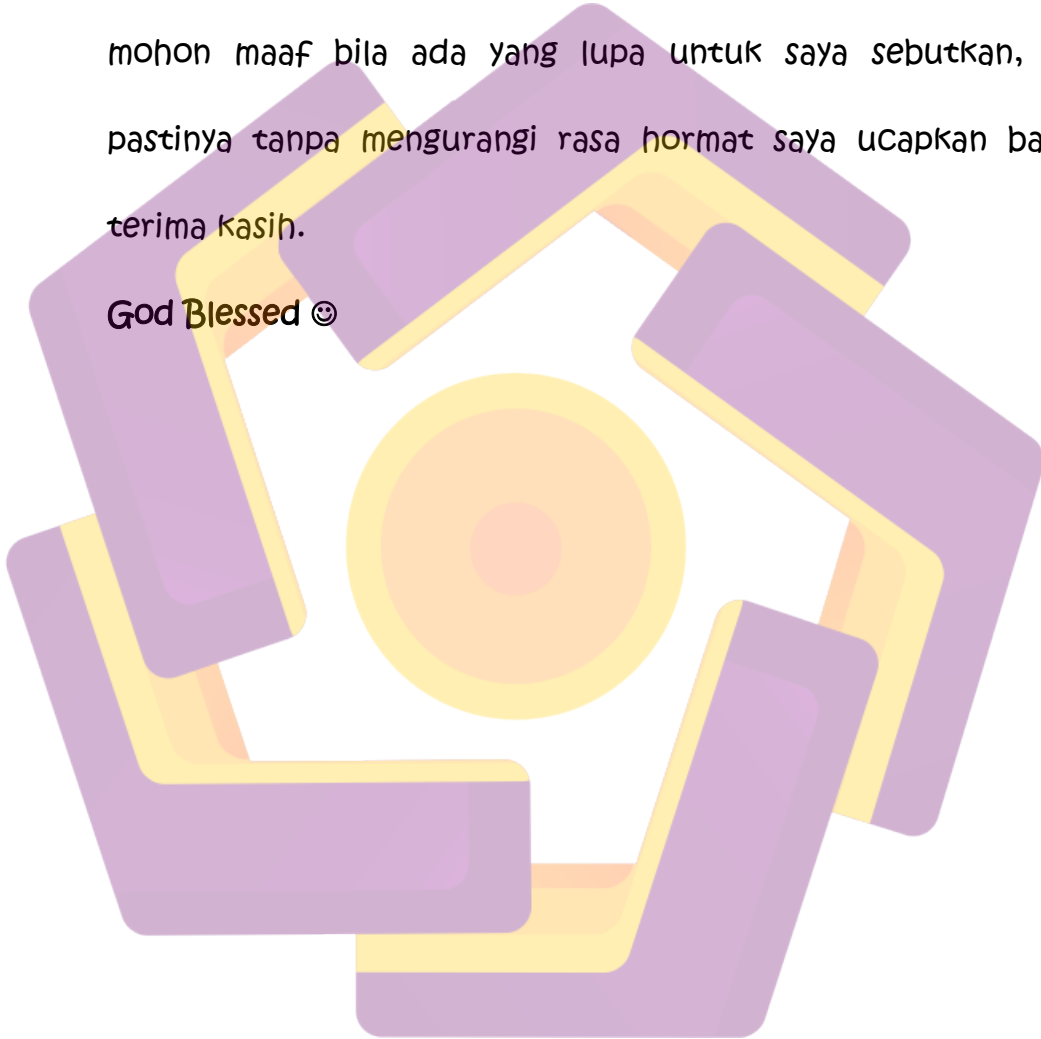 mohon maaf bila ada yang lupa untuk saya sebutkan,
pastinya tanpa mengurangi rasa hormat saya ucapkan
terima kasih.
God Blessed ☺